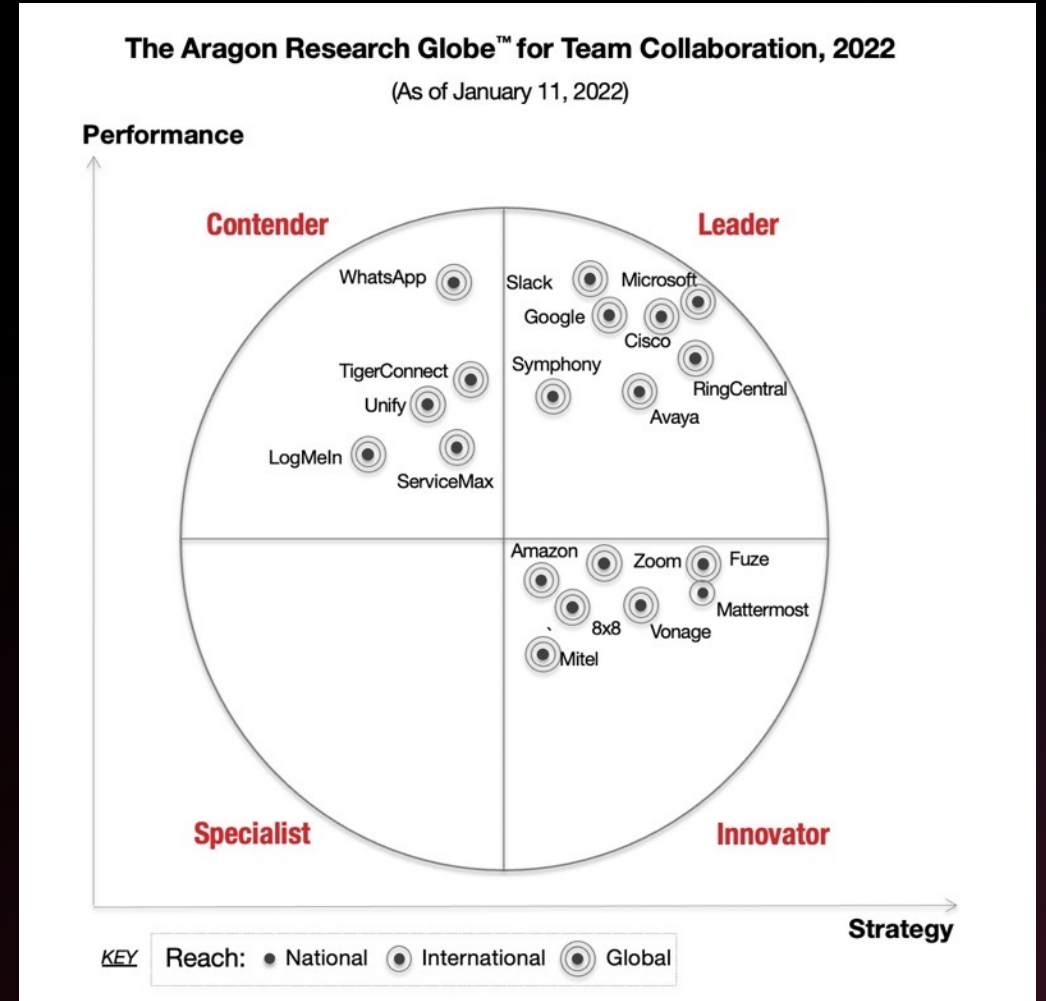 The Aragon Research Globe™ for Team Collaboration, 2022
(As of January 11, 2022)
Performance
Contender
Leader
WhatsApp
Slack
Microsoft
Google
Cisco
TigerConnect
Symphony
RingCentral
Unify
Avaya
LogMeIn
ServiceMax
Amazon
Zoom
Fuze
Mattermost
8x8
Vonage
`
Mitel
Specialist
Innovator
Strategy
KEY Reach: National International Global